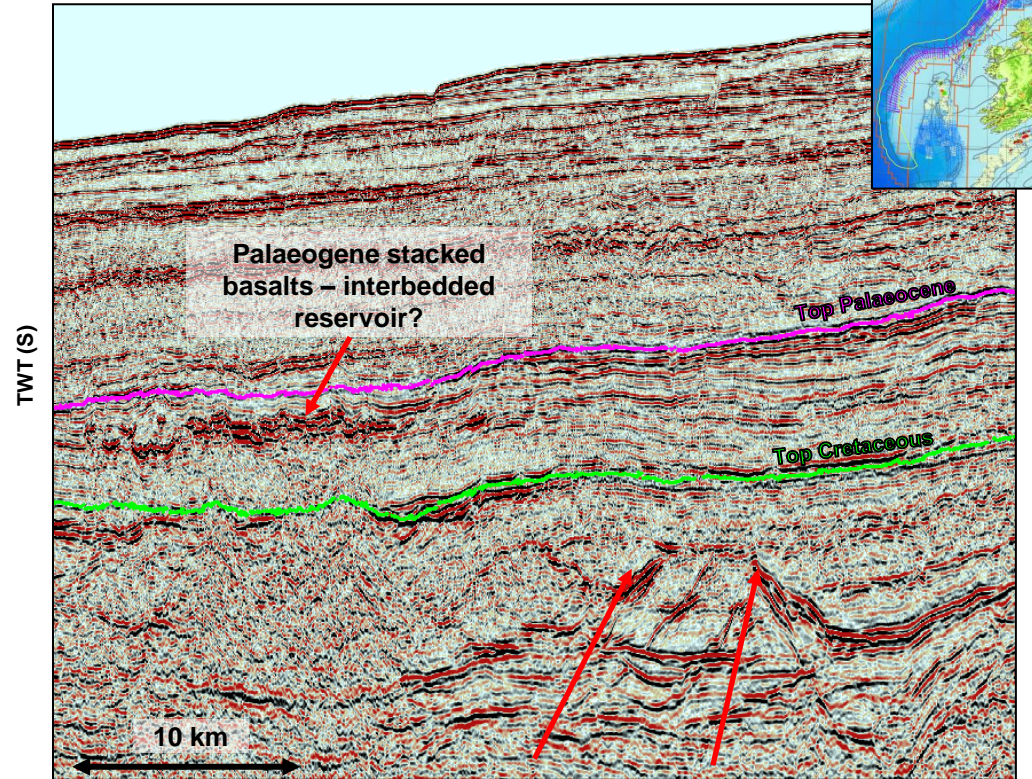 Palaeogene stacked
basalts – interbedded
reservoir?
Top Palaeocene
TWT (S)
Top Cretaceous
10 km